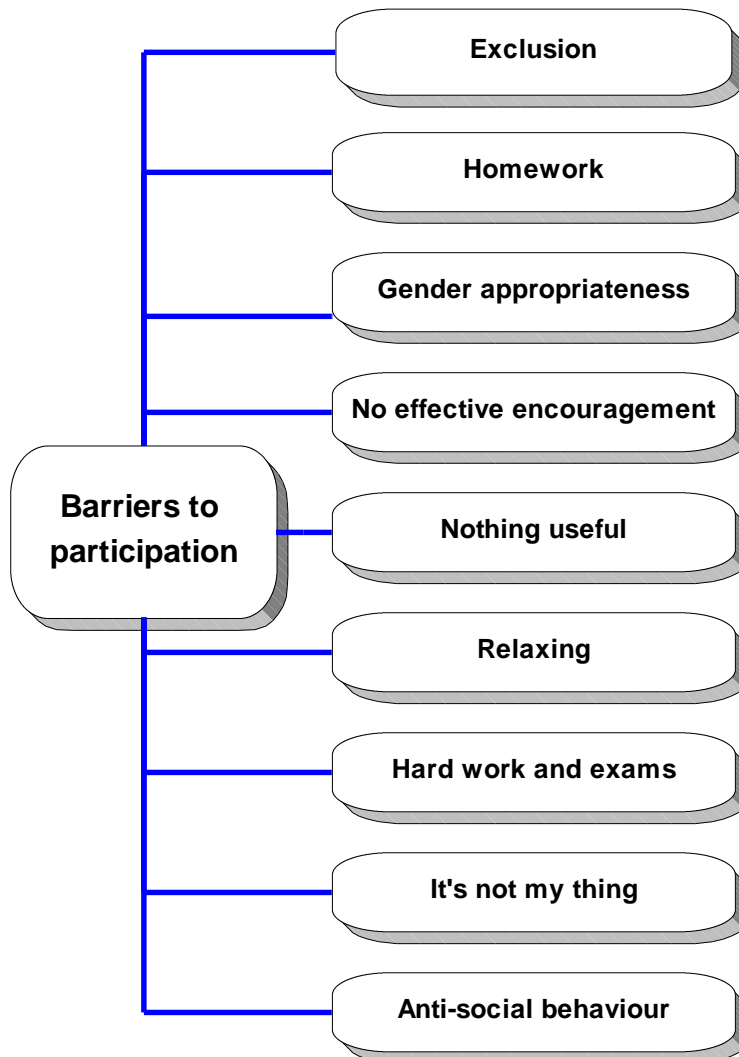 Exclusion
Homework
Gender appropriateness
No effective encouragement
Barriers to
participation
Nothing useful
Relaxing
Hard work and exams
It's not my thing
Anti-social behaviour